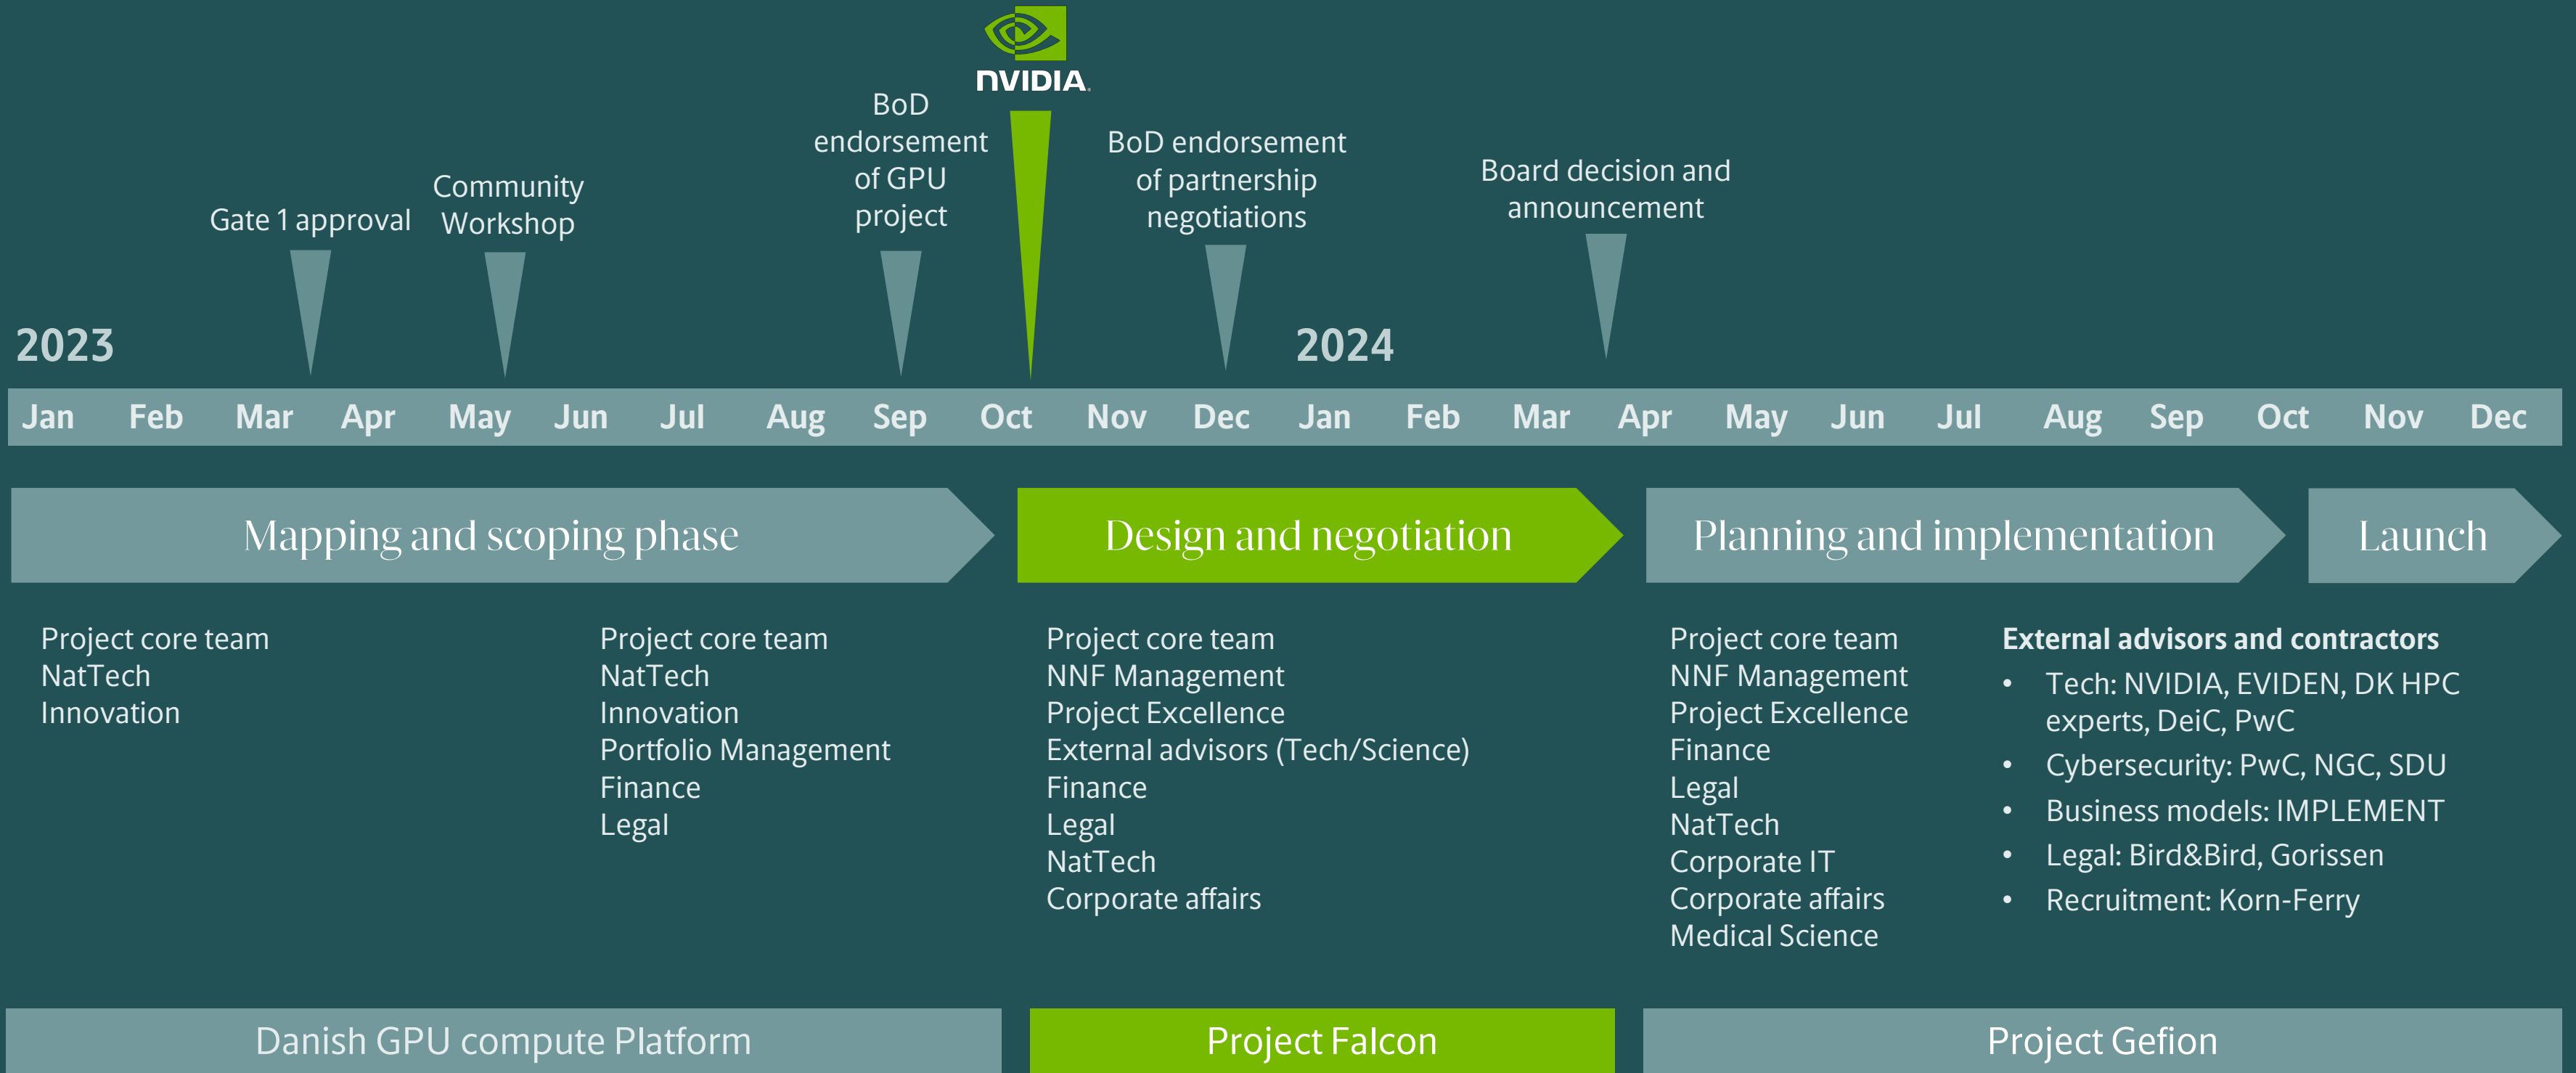 NVIDIA.
BoD
endorsement
of GPU
project
BoD endorsement
of partnership
negotiations
Board decision and
announcement
Community
Workshop
Gate 1 approval
2023
2024
Jan Feb Mar Apr May Jun Jul Aug Sep Oct Nov Dec Jan Feb Mar Apr May Jun Jul Aug Sep Oct Nov Dec
Mapping and scoping phase
Design and negotiation
Planning and implementation
Launch
Project core team
NatTech
Innovation
Project core team
NatTech
Innovation
Portfolio Management
Finance
Legal
Project core team
NNF Management
Project Excellence
External advisors (Tech/Science)
Finance
Legal
NatTech
Corporate affairs
Project core team
NNF Management
Project Excellence
Finance
Legal
NatTech
Corporate IT
Corporate affairs
Medical Science
External advisors and contractors
• Tech: NVIDIA, EVIDEN, DK HPC
experts, DeiC, PwC
• Cybersecurity: PwC, NGC, SDU
• Business models: IMPLEMENT
• Legal: Bird&Bird, Gorissen
• Recruitment: Korn-Ferry
Danish GPU compute Platform
Project Falcon
Project Gefion